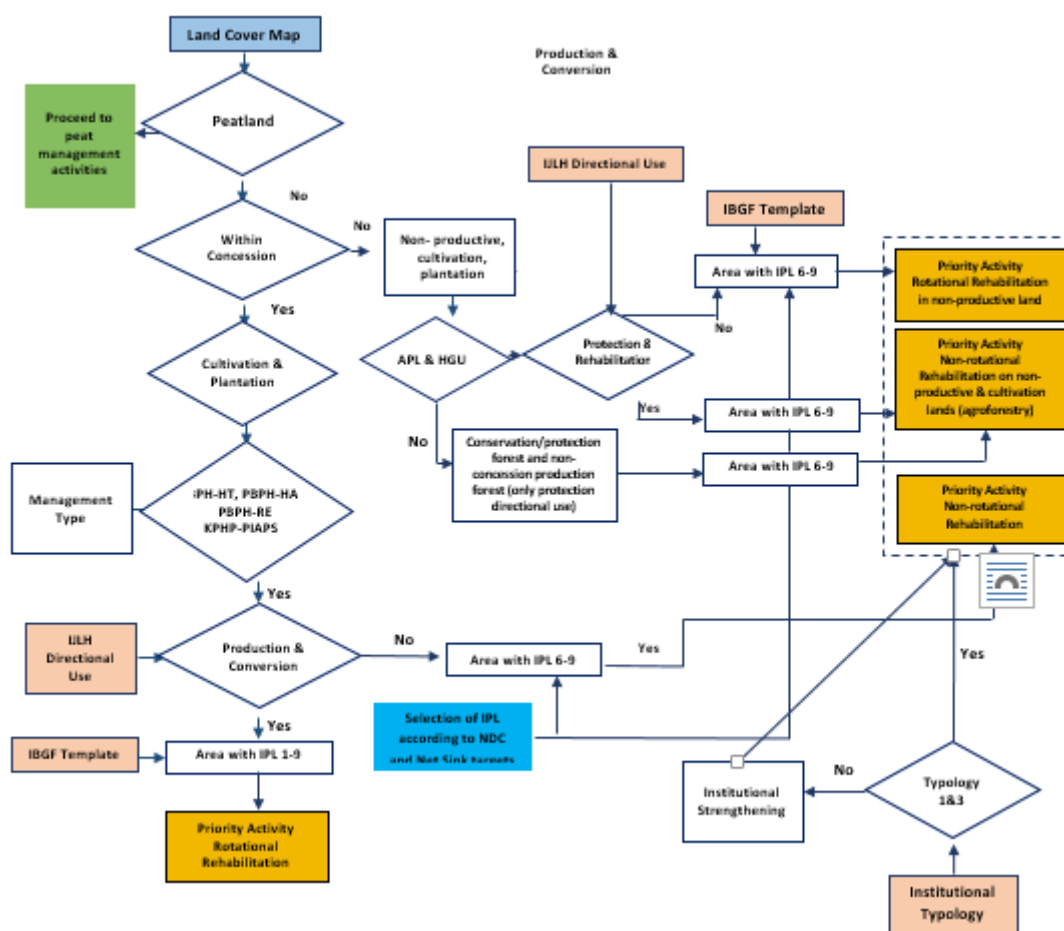 Land Cover Map
Production &
Conversion
Proceed to
peat
management
activities
Peatland
No
IJLH Directional Use
IBGF Template
Within
Concession
No
Non- productive,
cultivation,
plantation
Area with IPL 6-9
Priority Activity
Rotational Rehabilitation
in non-productive land
Yes
No
Cultivation &
Plantation
APL & HGU
Protection 8
Rehabilitation
Priority Activity
Non-rotational
Rehabilitation on non-
productive & cultivation
lands (agroforestry)
Yes
Area with IPL 6-9
No
Conservation/protection
forest and non-
concession production
forest (only protection
directional use)
Area with IPL 6-9
Management
Type
PH-HT, PBPH-HA
PBPH-RE
KPHP-PIAPS
Priority Activity
Non-rotational
Rehabilitation
Yes
IJLH
Directional
Use
Production &
Conversion
No
Area with IPL 6-9
Yes
Yes
Yes
Selection of IPL
according to NDC
and Net Sink targets
IBGF Template
Area with IPL 1-9
Institutional
Strengthening
No
Typology
1&3
Priority Activity
Rotational
Rehabilitation
Institutional
Typology